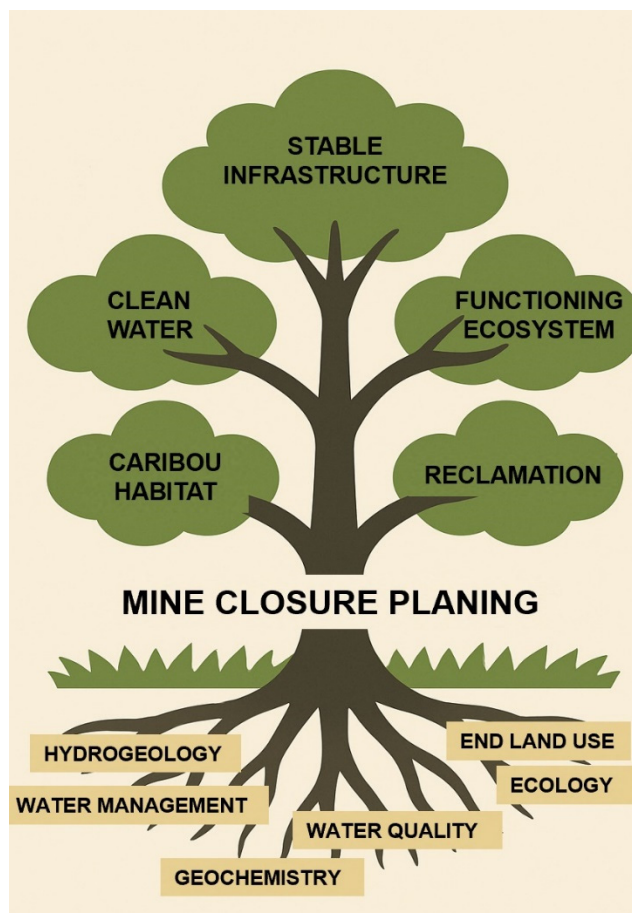 STABLE
INFRASTRUCTURE
CLEAN
WATER
FUNCTIONING
ECOSYSTEM
CARIBOU
HABITAT
RECLAMATION
MINE CLOSURE PLANING
HYDROGEOLOGY
END LAND USE
WATER MANAGEMENT
ECOLOGY
WATER QUALITY
GEOCHEMISTRY